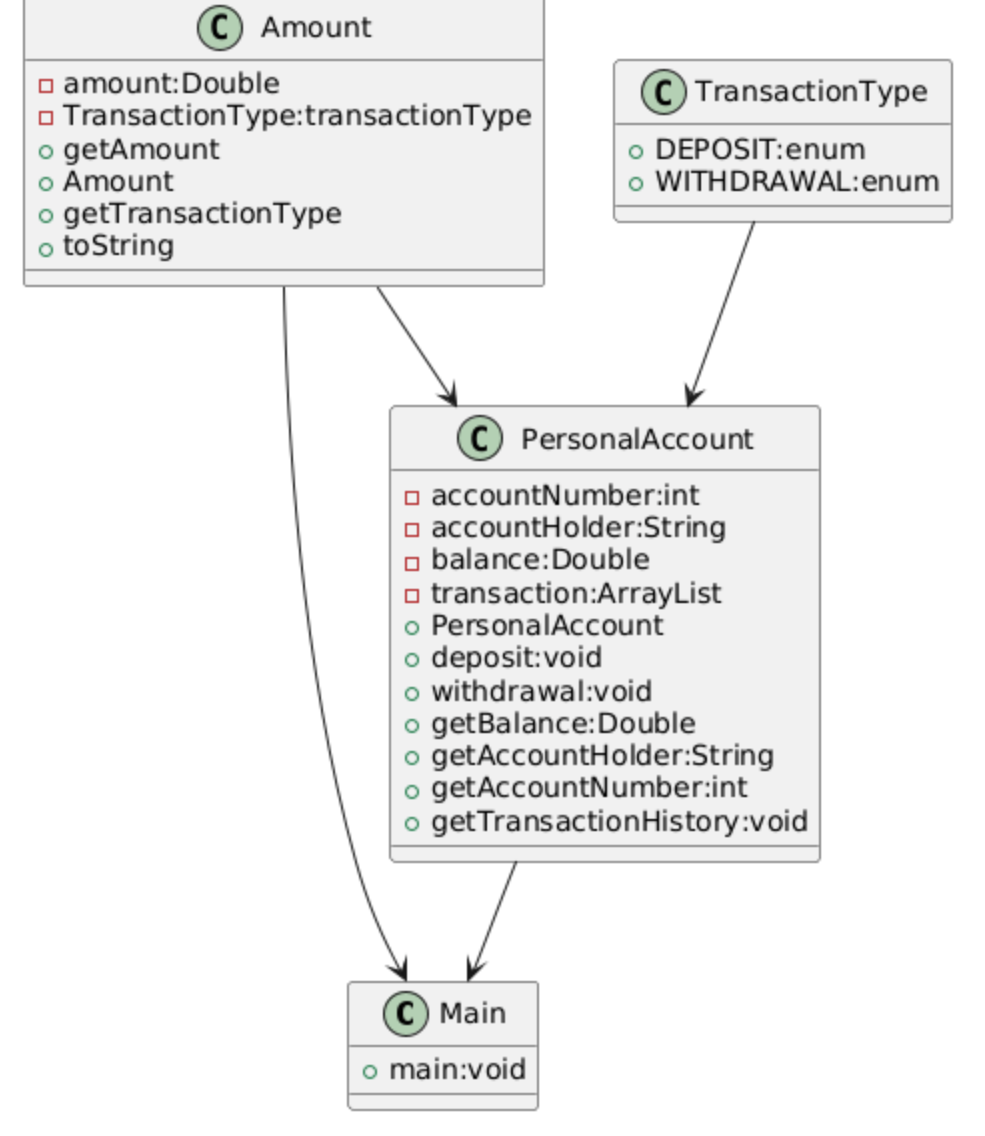 C Amount
amount:Double
TransactionType:transactionType
getAmount
Amount
getTransactionType
toString
C TransactionType
DEPOSIT:enum
WITHDRAWAL:enum
C PersonalAccount
accountNumber:int
accountHolder:String
balance:Double
transaction:ArrayList
PersonalAccount
deposit:void
withdrawal:void
getBalance:Double
getAccountHolder:String
getAccountNumber:int
getTransactionHistory:void
C Main
main:void